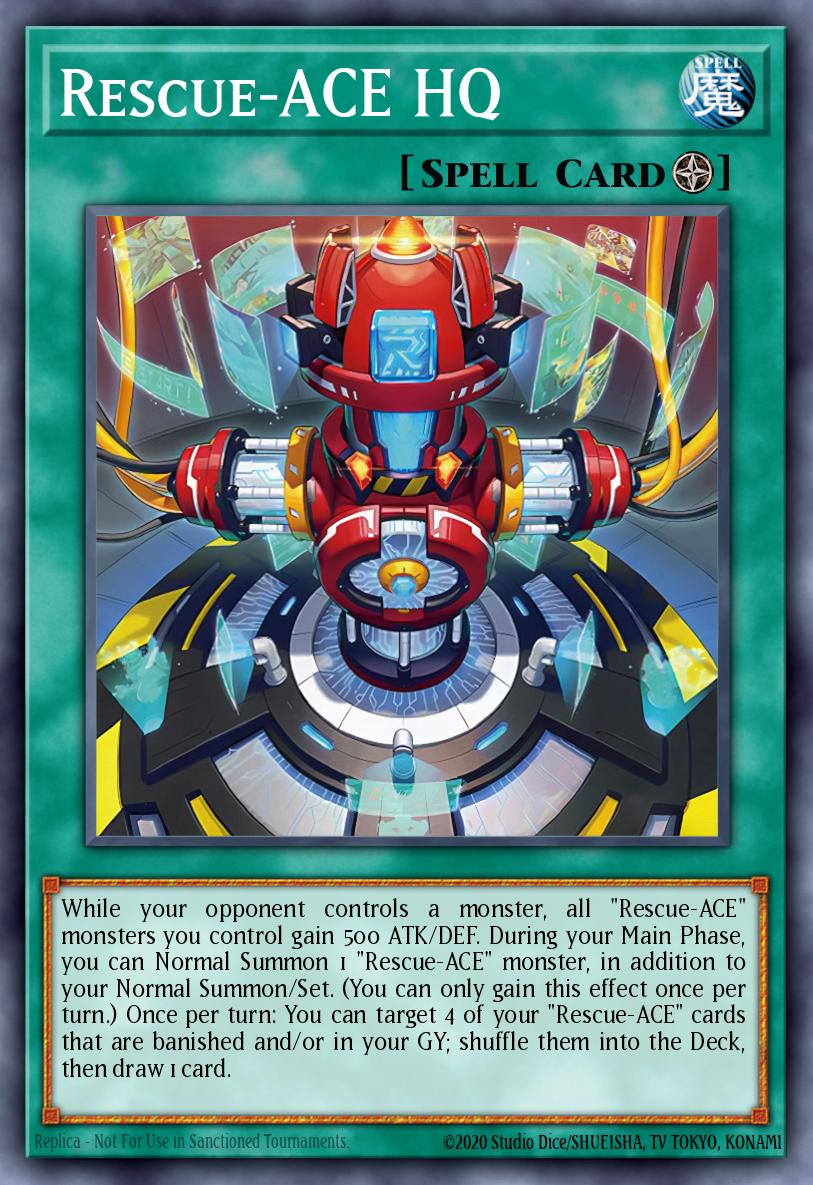 Rescue-ACE HQ
SPELL
魔
[Spell Card]
R
START!
While your opponent controls a monster, all "Rescue-ACE"
monsters you control gain 500 ATK/DEF. During your Main Phase,
you can Normal Summon 1 "Rescue-ACE" monster, in addition to
your Normal Summon/Set. (You can only gain this effect once per
turn.) Once per turn: You can target 4 of your "Rescue-ACE" cards
that are banished and/or in your GY; shuffle them into the Deck,
then draw 1 card.
Replica - Not For Use in Sanctioned Tournaments.
©2020 Studio Dice/SHUEISHA, TV TOKYO, KONAMI